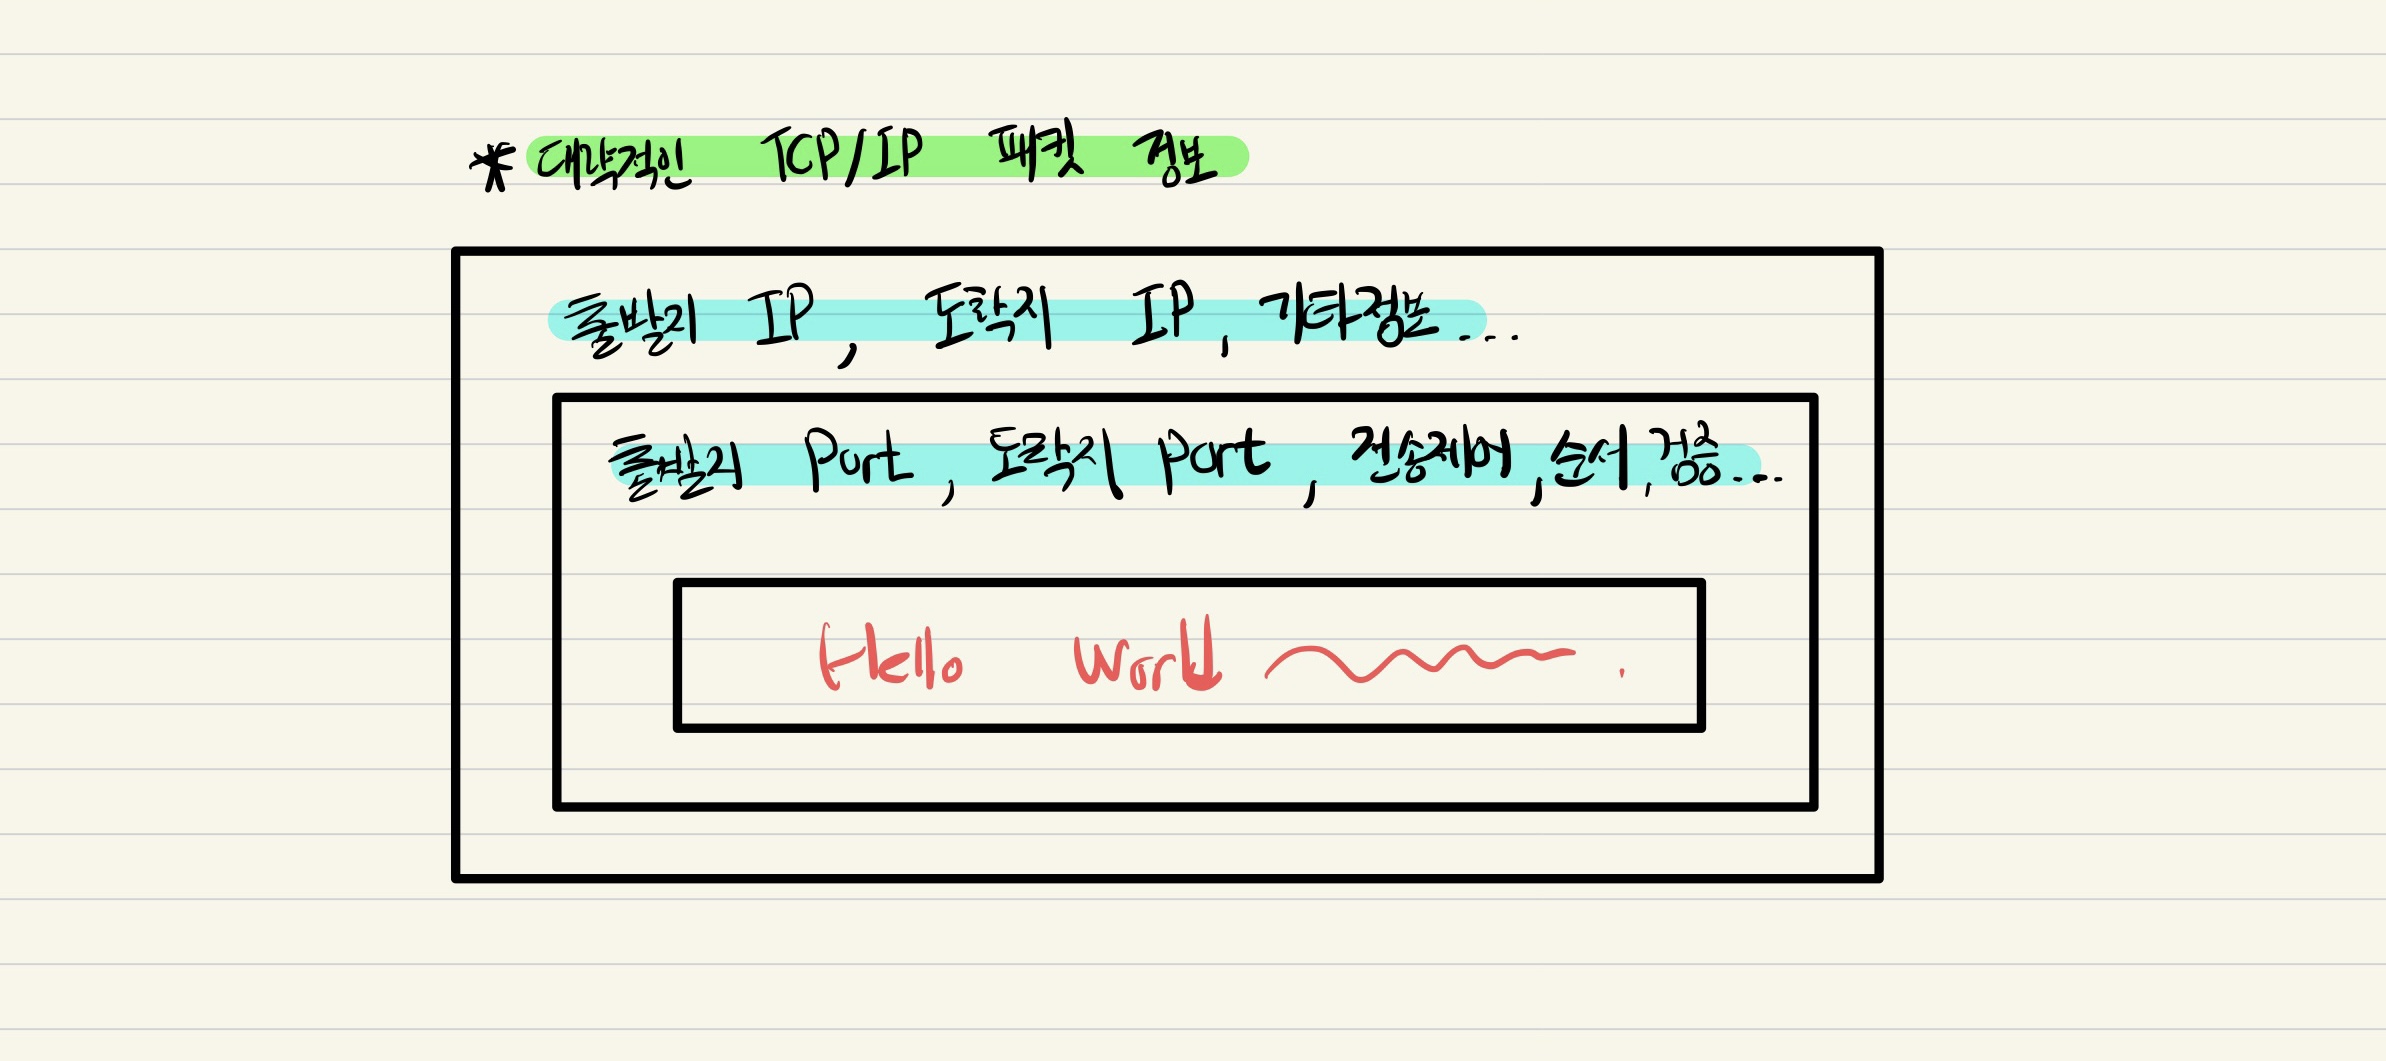 * 대략적인 TCP/IP 패킷 정보
출발지 IP, 도착지 IP, 기타정보...
출발지 Port, 도착지 Port, 전송제어, 순서, 검증...
Hello World